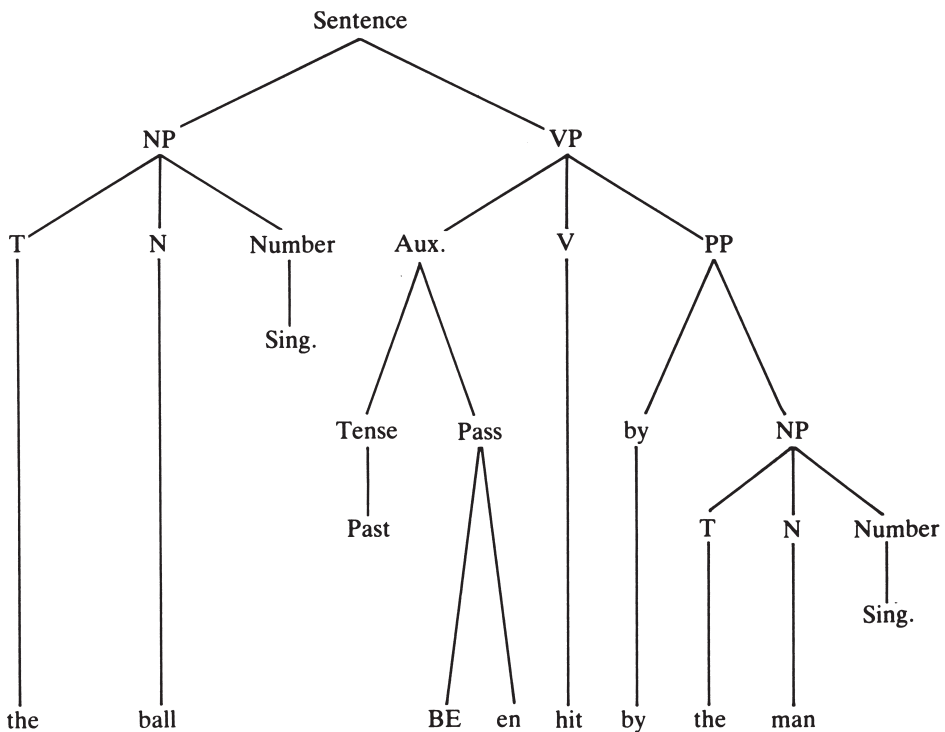 Sentence
NP VP
T N Number Aux. V PP
Sing.
Tense Pass by NP
Past T N Number
Sing.
the ball BE en hit by the man